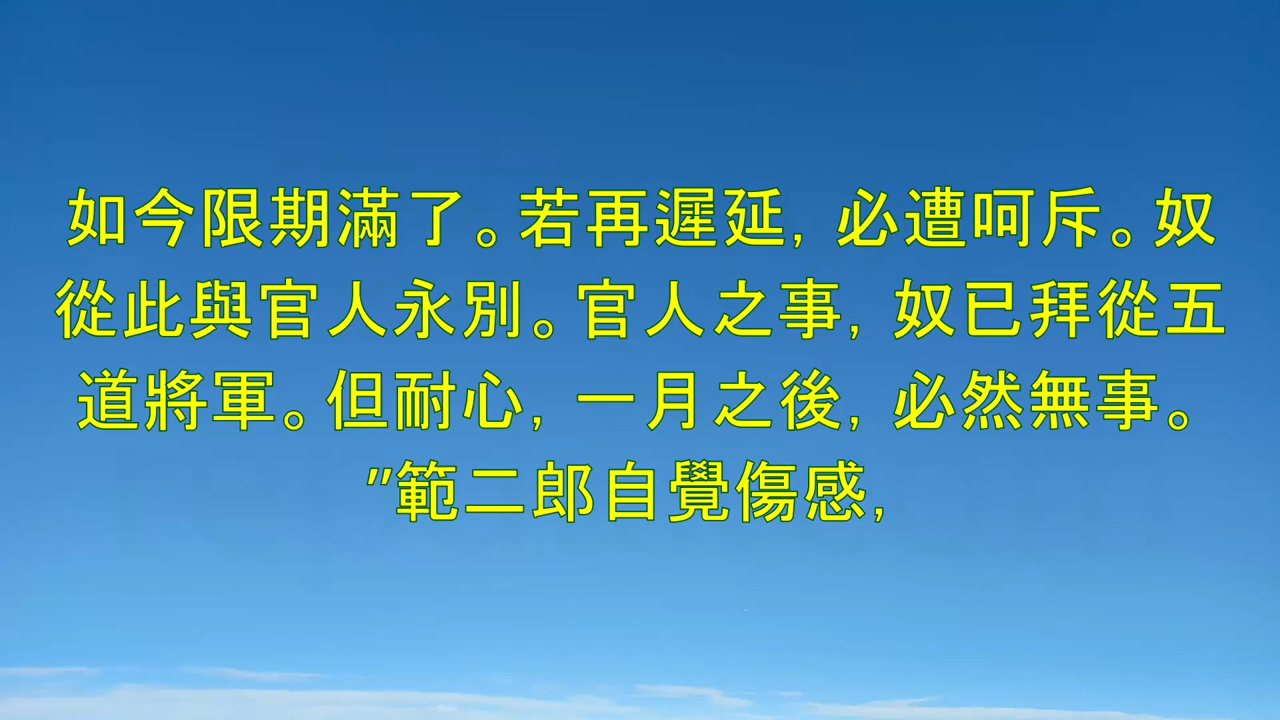 如今限期滿了。若再遲延, 必遭呵斥。奴
從此與官人永別。官人之事, 奴已拜從五
道將軍。但耐心, 一月之後, 必然無事。
"範二郎自覺傷感,